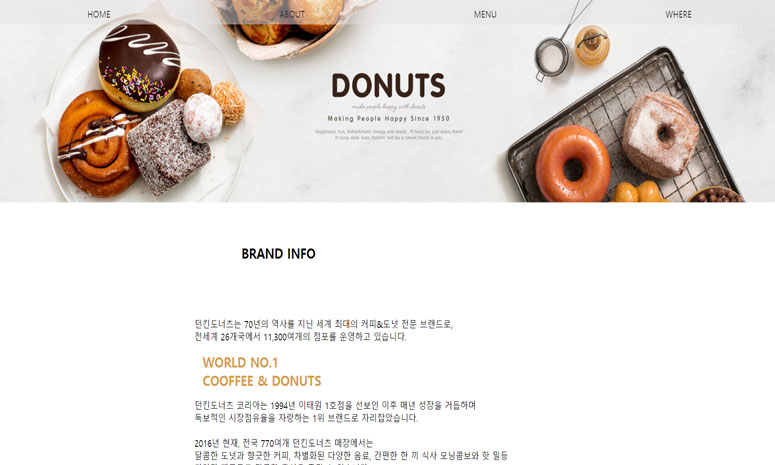 HOME ABOUT MENU WHERE
DONUTS
make people happy with donuts
Making People Happy Since 1950
BRAND INFO
던킨도너츠는 70년의 역사를 지닌 세계 최대의 커피&도넛 전문 브랜드로,
전세계 26개국에서 11,300여개의 점포를 운영하고 있습니다.
WORLD NO.1
COOFFEE & DONUTS
던킨도너츠 코리아는 1994년 이태원 1호점을 선보인 이후 매년 성장을 거듭하며
독보적인 시장점유율을 자랑하는 1위 브랜드로 자리잡았습니다.
2016년 현재, 전국 770여개 던킨도너츠 매장에서는
달콤한 도넛과 향긋한 커피, 차별화된 다양한 음료, 간편한 한 끼 식사 모닝콤보와 핫 밀등